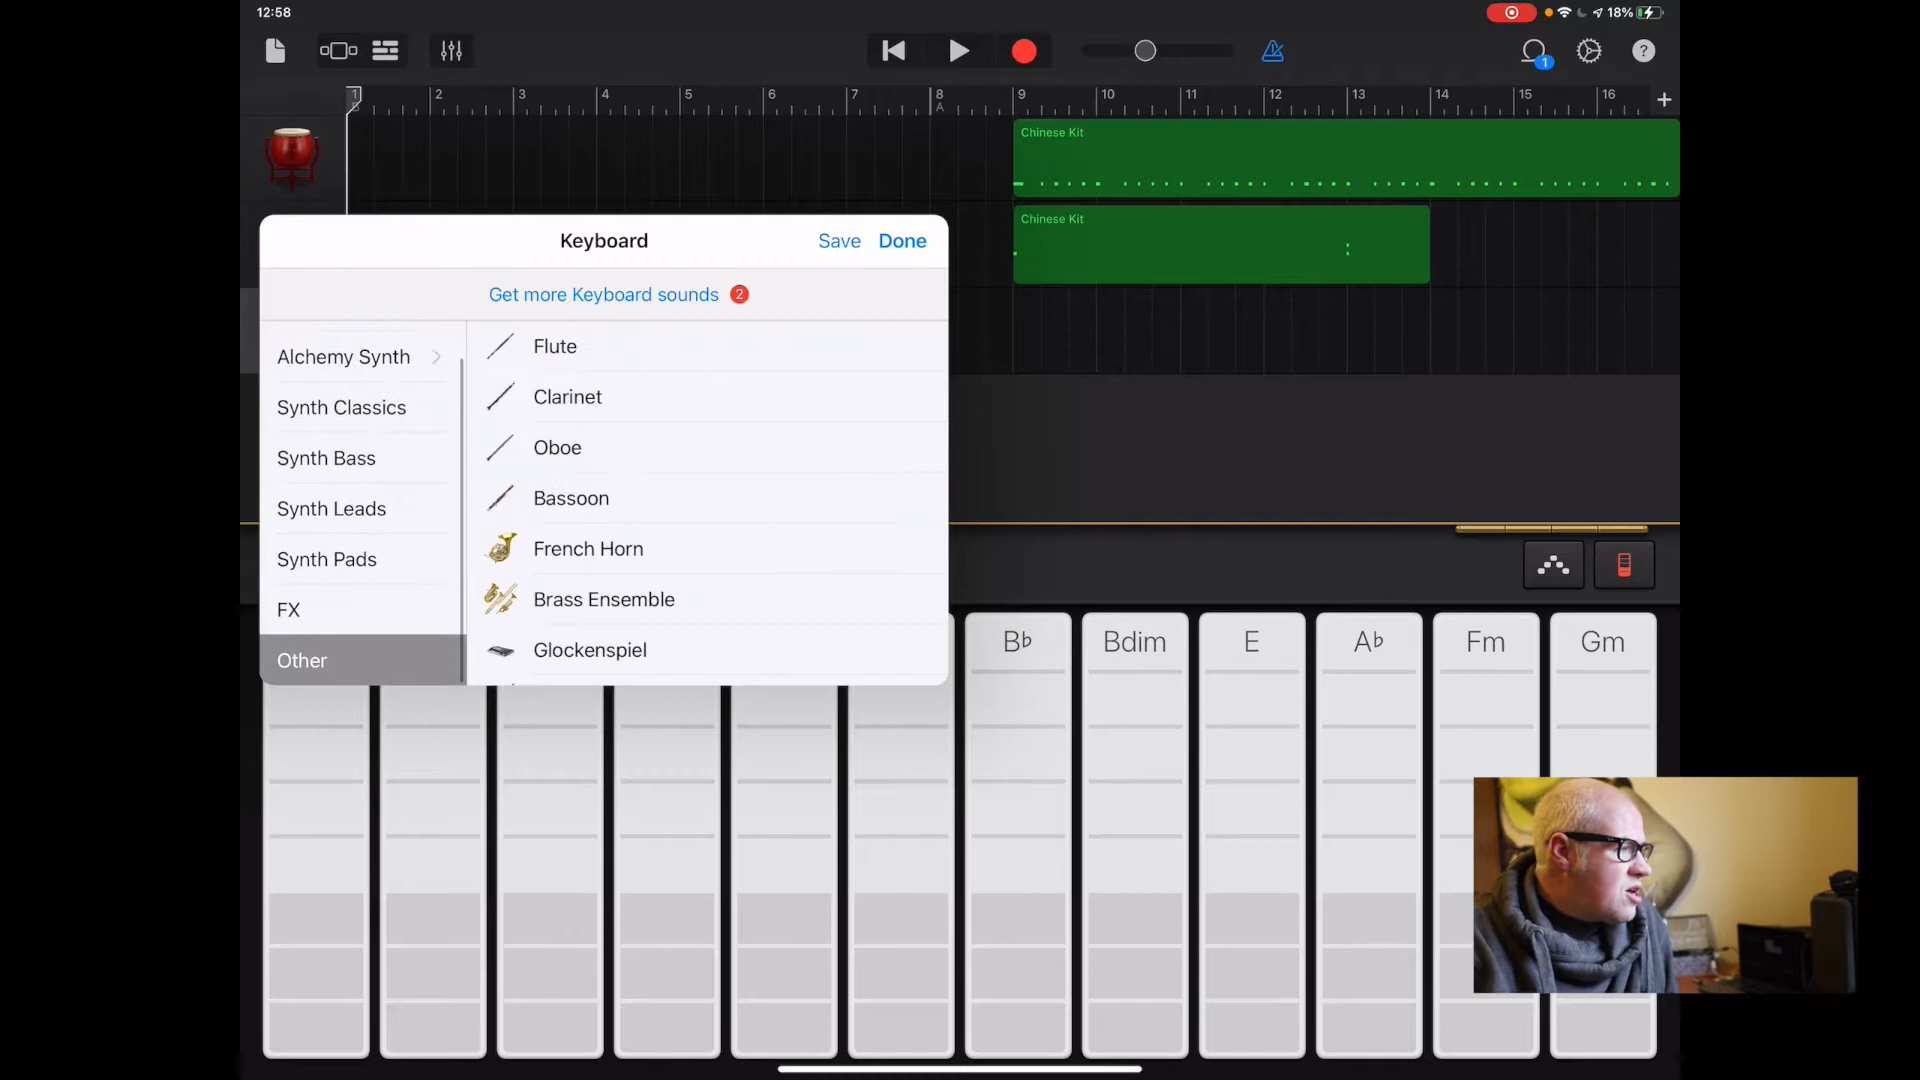 12:58
18%
1
1
2
3
4
5
6
7
8
9
10
11
12
13
14
15
16
+
B
A
Chinese Kit
Chinese Kit
Keyboard
Save
Done
Get more Keyboard sounds 2
Alchemy Synth
Synth Classics
Synth Bass
Synth Leads
Synth Pads
FX
Other
Flute
Clarinet
Oboe
Bassoon
French Horn
Brass Ensemble
Glockenspiel
B♭
Bdim
E
A♭
Fm
Gm